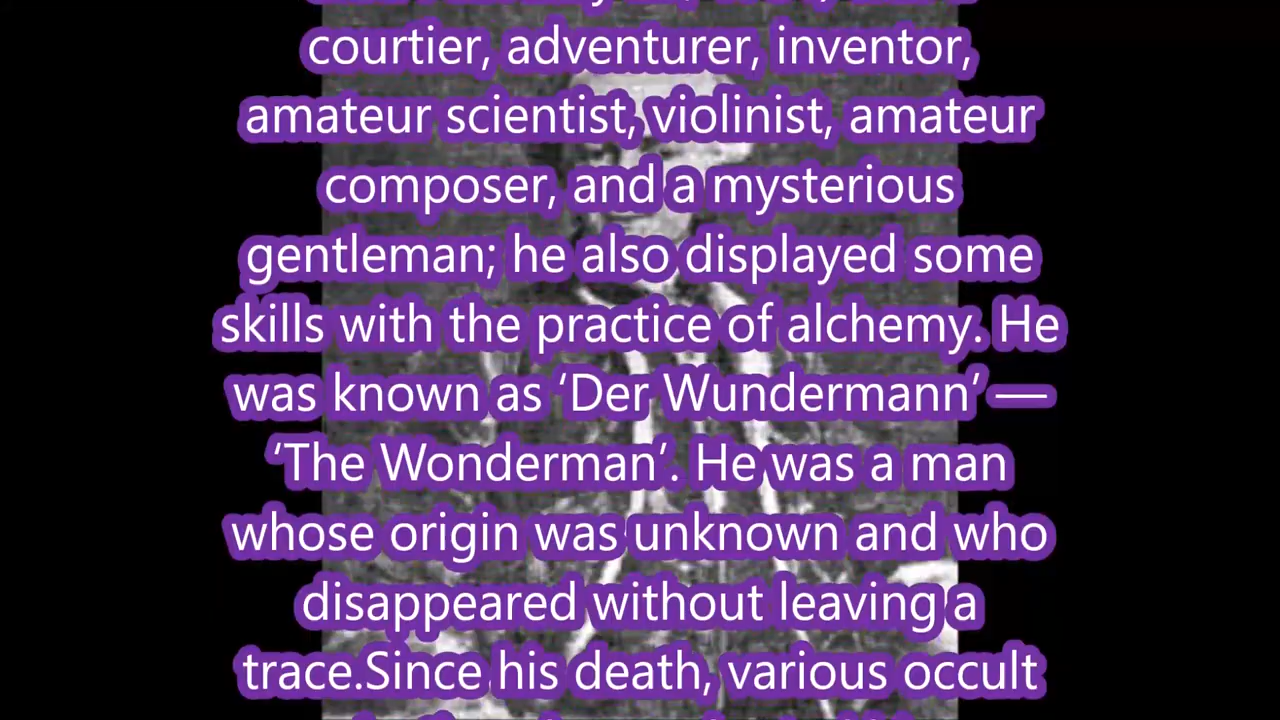 courtier, adventurer, inventor,
amateur scientist, violinist, amateur
composer, and a mysterious
gentleman; he also displayed some
skills with the practice of alchemy. He
was known as ‘Der Wundermann’ —
‘The Wonderman’. He was a man
whose origin was unknown and who
disappeared without leaving a
trace.Since his death, various occult